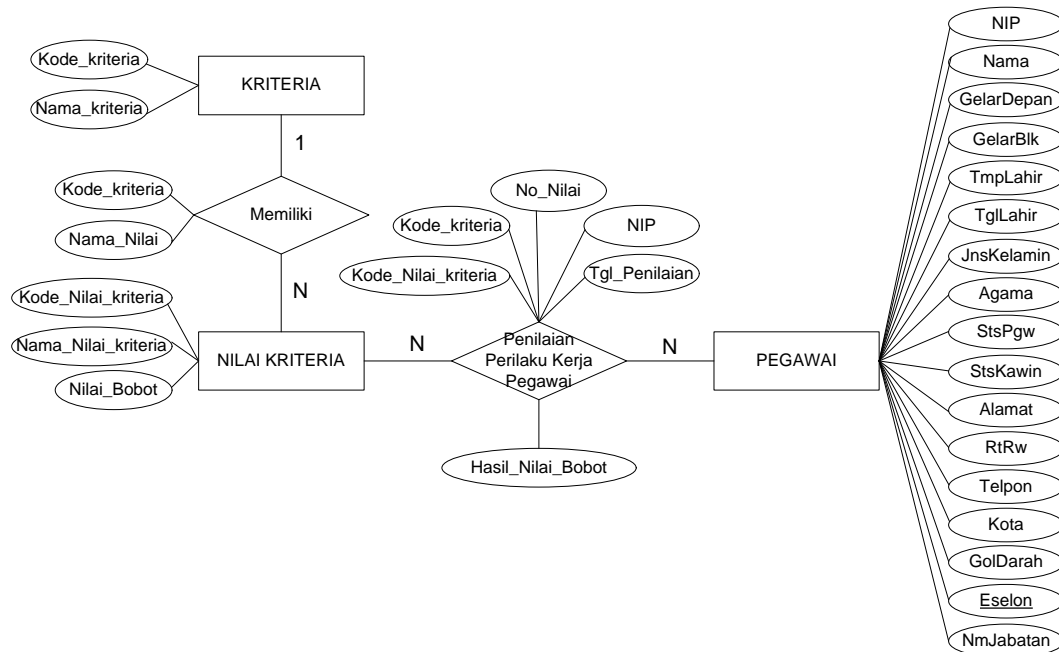 Kode_kriteria
Nama_kriteria
KRITERIA
1
Kode_kriteria
Nama_Nilai
Memiliki
N
Kode_Nilai_kriteria
Nama_Nilai_kriteria
Nilai_Bobot
NILAI KRITERIA
N
No_Nilai
Kode_kriteria
NIP
Kode_Nilai_kriteria
Tgl_Penilaian
Penilaian
Perilaku Kerja
Pegawai
Hasil_Nilai_Bobot
N
PEGAWAI
NIP
Nama
GelarDepan
GelarBlk
TmpLahir
TglLahir
JnsKelamin
Agama
StsPgw
StsKawin
Alamat
RtRw
Telpon
Kota
GolDarah
Eselon
NmJabatan